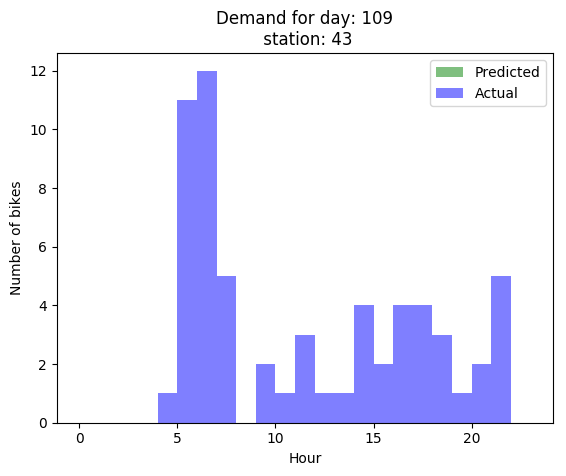 Demand for day: 109
station: 43
Predicted
Actual
Number of bikes
12
10
8
6
4
2
0
0
5
10
15
20
Hour